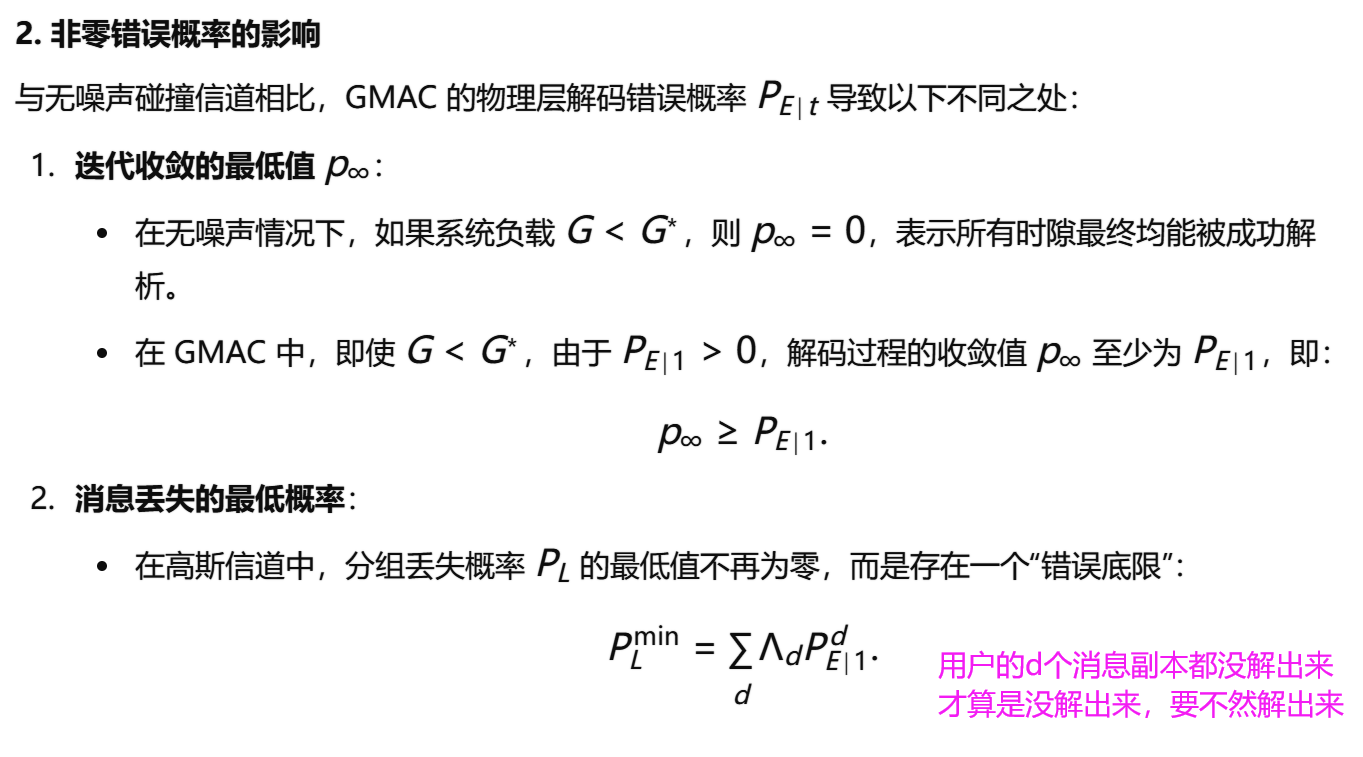 2. 非零错误概率的影响
与无噪声碰撞信道相比，GMAC 的物理层解码错误概率 P_{E|t} 导致以下不同之处：
1. 迭代收敛的最低值 p_∞：
• 在无噪声情况下，如果系统负载 G < G*，则 p_∞ = 0，表示所有时隙最终均能被成功解
析。
• 在 GMAC 中，即使 G < G*，由于 P_{E|1} > 0，解码过程的收敛值 p_∞ 至少为 P_{E|1}，即：
p_∞ ≥ P_{E|1}.
2. 消息丢失的最低概率：
• 在高斯信道中，分组丢失概率 P_L 的最低值不再为零，而是存在一个“错误底限”：
P_L^{min} = ∑_d Λ_d P_{E|1}^d.
用户的d个消息副本都没解出来
才算是没解出来，要不然解出来